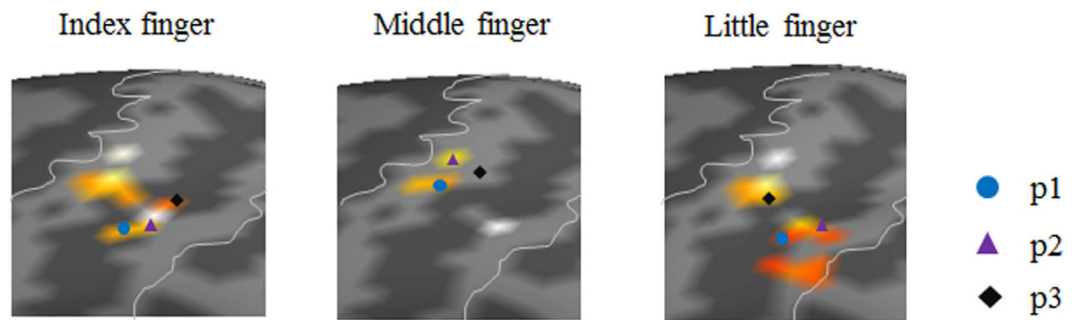 Index finger
Middle finger
Little finger
p1
p2
p3